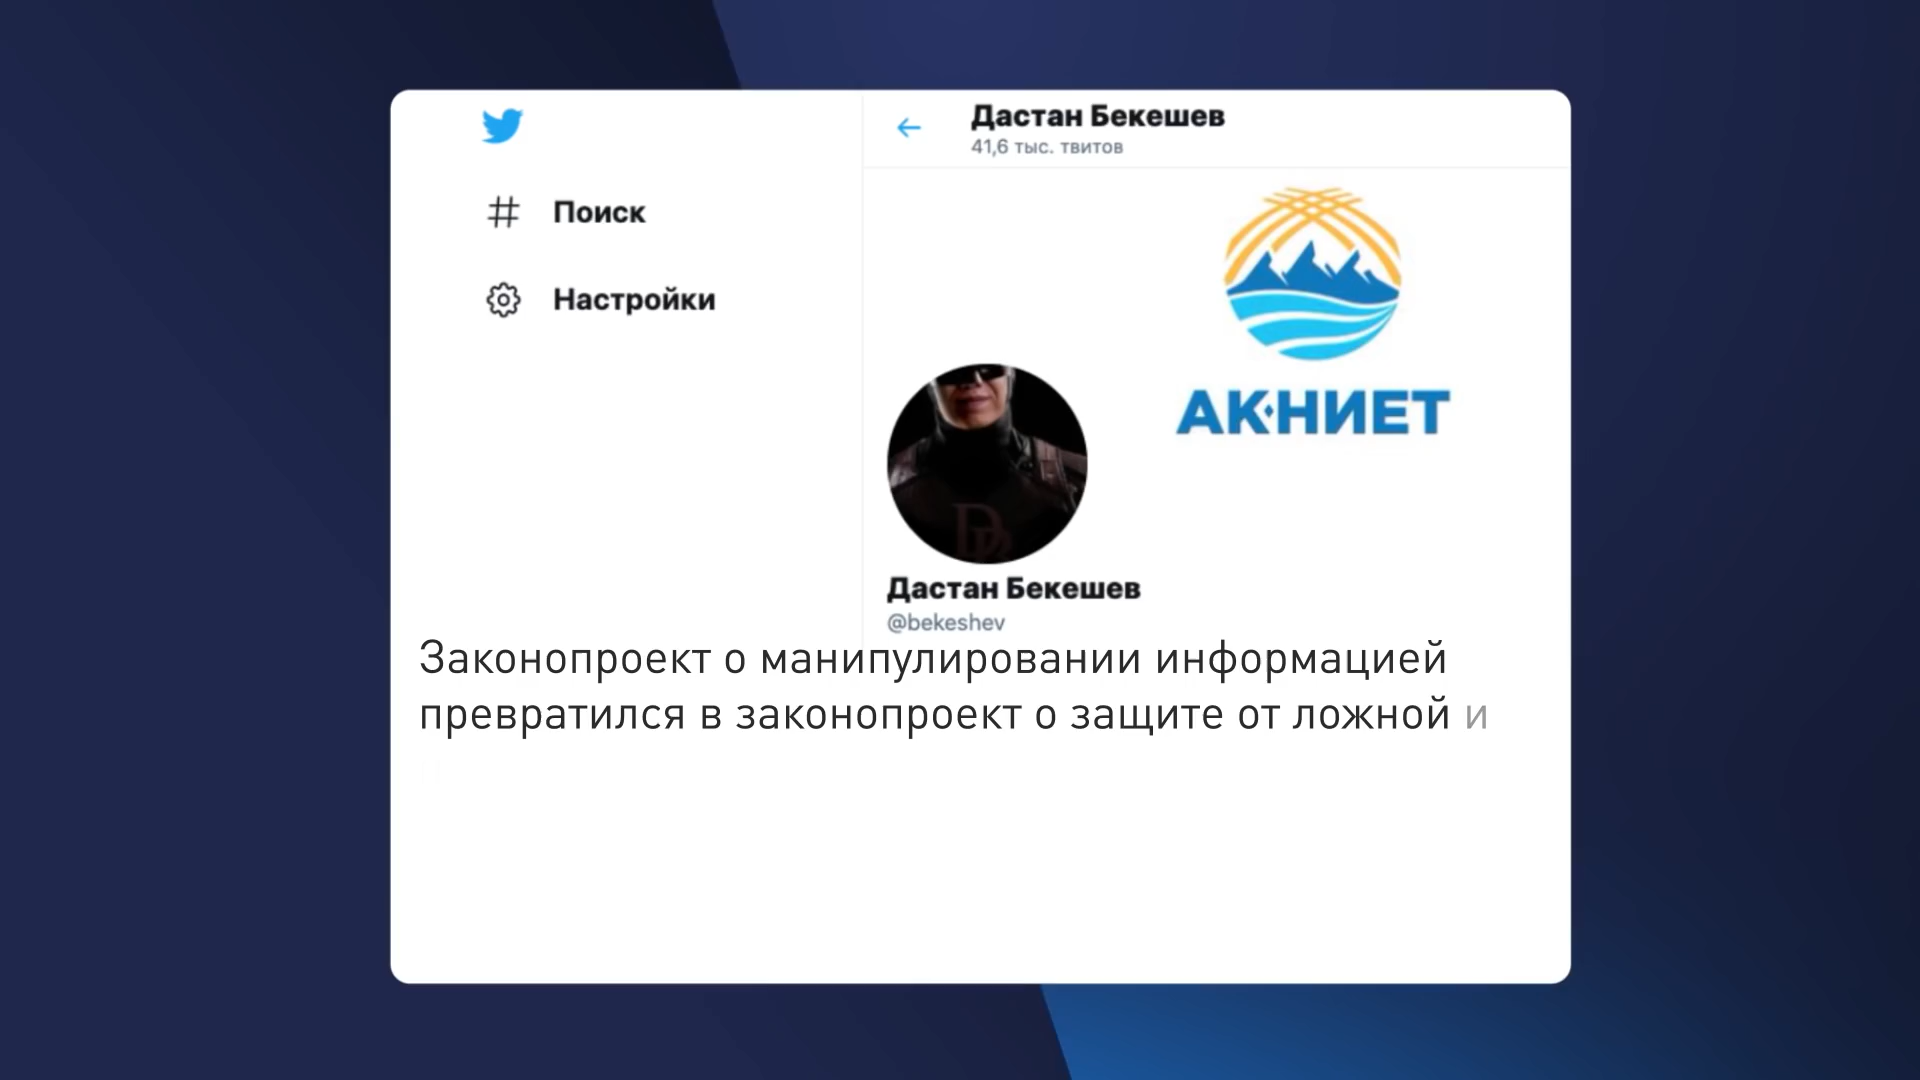 Дастан Бекешев
41,6 тыс. твитов
Поиск
Настройки
АК-НИЕТ
DD
Дастан Бекешев
@bekeshev
Законопроект о манипулировании информацией
превратился в законопроект о защите от ложной и